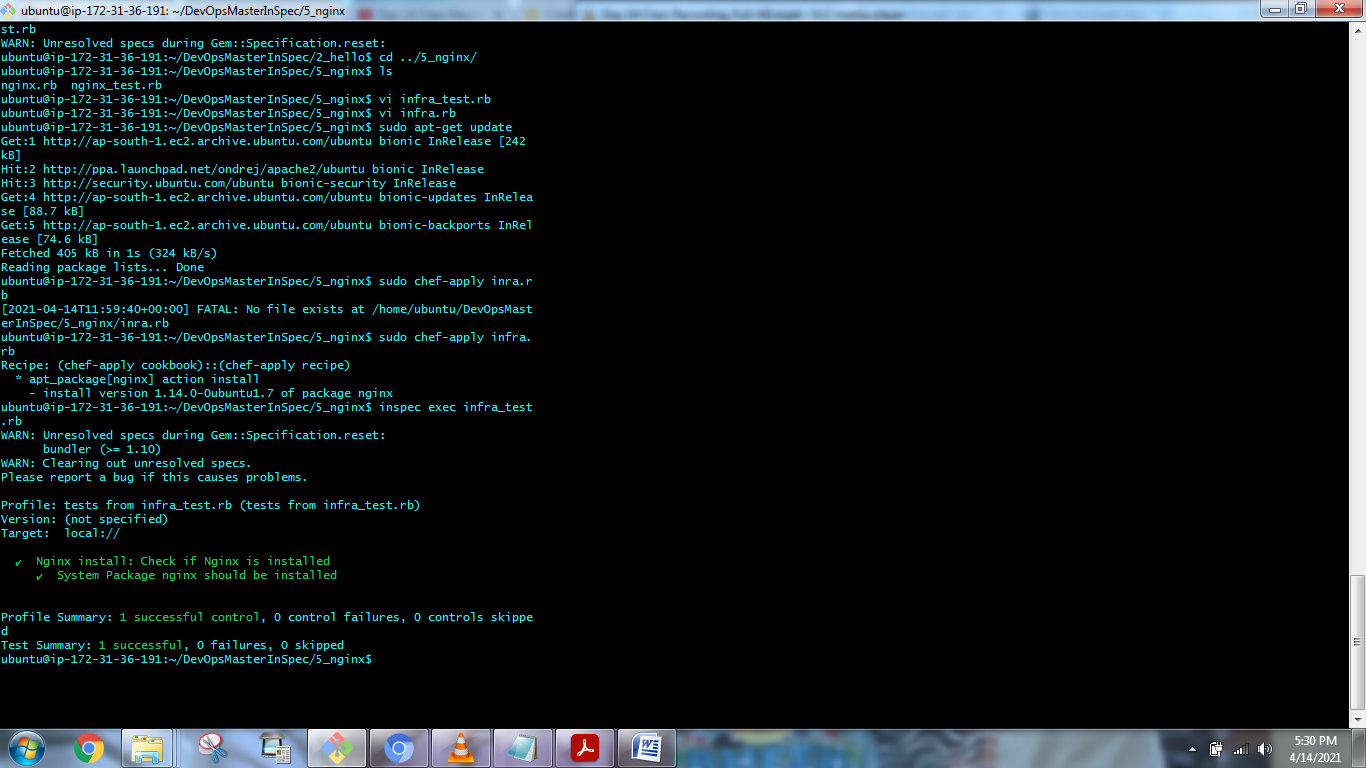 ubuntu@ip-172-31-36-191: ~/DevOpsMasterInSpec/5_nginx
st.rb
WARN: Unresolved specs during Gem::Specification.reset:
ubuntu@ip-172-31-36-191:~/DevOpsMasterInSpec/2_hello$ cd ../5_nginx/
ubuntu@ip-172-31-36-191:~/DevOpsMasterInSpec/5_nginx$ ls
nginx.rb  nginx_test.rb
ubuntu@ip-172-31-36-191:~/DevOpsMasterInSpec/5_nginx$ vi infra_test.rb
ubuntu@ip-172-31-36-191:~/DevOpsMasterInSpec/5_nginx$ vi infra.rb
ubuntu@ip-172-31-36-191:~/DevOpsMasterInSpec/5_nginx$ sudo apt-get update
Get:1 http://ap-south-1.ec2.archive.ubuntu.com/ubuntu bionic InRelease [242
kB]
Hit:2 http://ppa.launchpad.net/ondrej/apache2/ubuntu bionic InRelease
Hit:3 http://security.ubuntu.com/ubuntu bionic-security InRelease
Get:4 http://ap-south-1.ec2.archive.ubuntu.com/ubuntu bionic-updates InRelea
se [88.7 kB]
Get:5 http://ap-south-1.ec2.archive.ubuntu.com/ubuntu bionic-backports InRel
ease [74.6 kB]
Fetched 405 kB in 1s (324 kB/s)
Reading package lists... Done
ubuntu@ip-172-31-36-191:~/DevOpsMasterInSpec/5_nginx$ sudo chef-apply inra.r
b
[2021-04-14T11:59:40+00:00] FATAL: No file exists at /home/ubuntu/DevOpsMast
erInSpec/5_nginx/inra.rb
ubuntu@ip-172-31-36-191:~/DevOpsMasterInSpec/5_nginx$ sudo chef-apply infra.
rb
Recipe: (chef-apply cookbook)::(chef-apply recipe)
  * apt_package[nginx] action install
    - install version 1.14.0-0ubuntu1.7 of package nginx
ubuntu@ip-172-31-36-191:~/DevOpsMasterInSpec/5_nginx$ inspec exec infra_test
.rb
WARN: Unresolved specs during Gem::Specification.reset:
      bundler (>= 1.10)
WARN: Clearing out unresolved specs.
Please report a bug if this causes problems.
Profile: tests from infra_test.rb (tests from infra_test.rb)
Version: (not specified)
Target:  local://
✔  Nginx install: Check if Nginx is installed
✔  System Package nginx should be installed
Profile Summary: 1 successful control, 0 control failures, 0 controls skippe
d
Test Summary: 1 successful, 0 failures, 0 skipped
ubuntu@ip-172-31-36-191:~/DevOpsMasterInSpec/5_nginx$
5:30 PM
4/14/2021